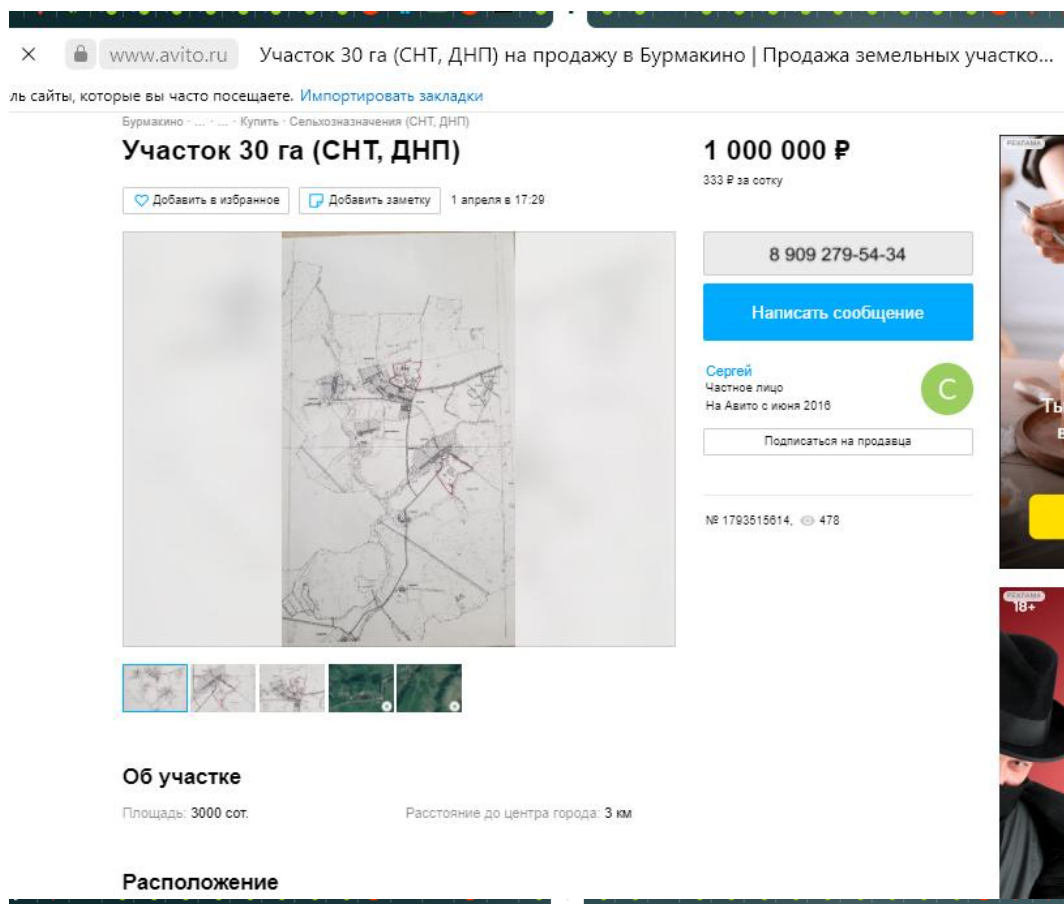 www.avito.ru Участок 30 га (СНТ, ДНП) на продажу в Бурмакино | Продажа земельных участко...
ль сайты, которые вы часто посещаете. Импортировать закладки
Бурмакино · ... · ... · Купить · Сельхозназначения (СНТ, ДНП)
Участок 30 га (СНТ, ДНП)
Добавить в избранное
Добавить заметку
1 апреля в 17:29
1 000 000 ₽
333 ₽ за сотку
8 909 279-54-34
Написать сообщение
Сергей
Частное лицо
На Авито с июня 2016
С
Подписаться на продавца
№ 1793515614, 478
Об участке
Площадь: 3000 сот.
Расстояние до центра города: 3 км
Расположение
РЕКЛАМА
Ты
в
РЕКЛАМА
18+